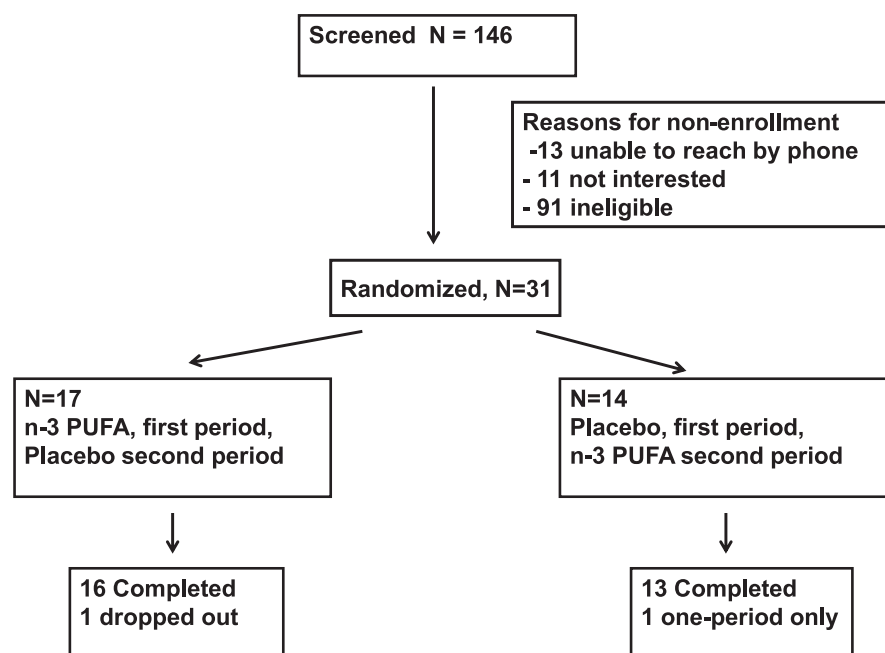 Screened N = 146
Reasons for non-enrollment
-13 unable to reach by phone
- 11 not interested
- 91 ineligible
Randomized, N=31
N=17
n-3 PUFA, first period,
Placebo second period
N=14
Placebo, first period,
n-3 PUFA second period
16 Completed
1 dropped out
13 Completed
1 one-period only